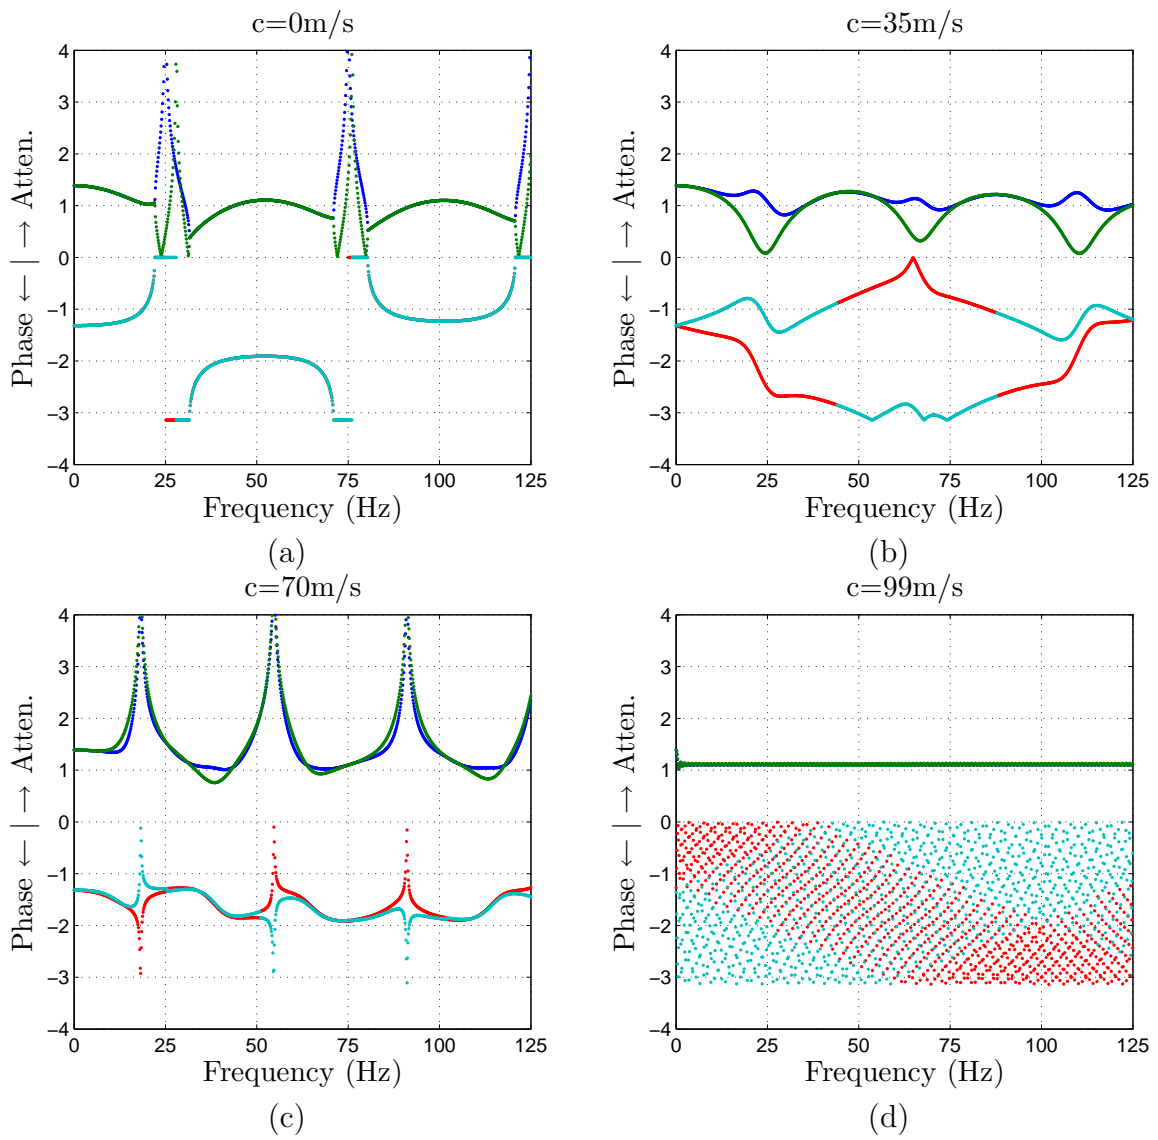 c=0m/s
4
3
2
1
0
−1
−2
−3
−4
0 25 50 75 100 125
Phase ← | → Atten.
Frequency (Hz)
(a)
c=35m/s
4
3
2
1
0
−1
−2
−3
−4
0 25 50 75 100 125
Phase ← | → Atten.
Frequency (Hz)
(b)
c=70m/s
4
3
2
1
0
−1
−2
−3
−4
0 25 50 75 100 125
Phase ← | → Atten.
Frequency (Hz)
(c)
c=99m/s
4
3
2
1
0
−1
−2
−3
−4
0 25 50 75 100 125
Phase ← | → Atten.
Frequency (Hz)
(d)